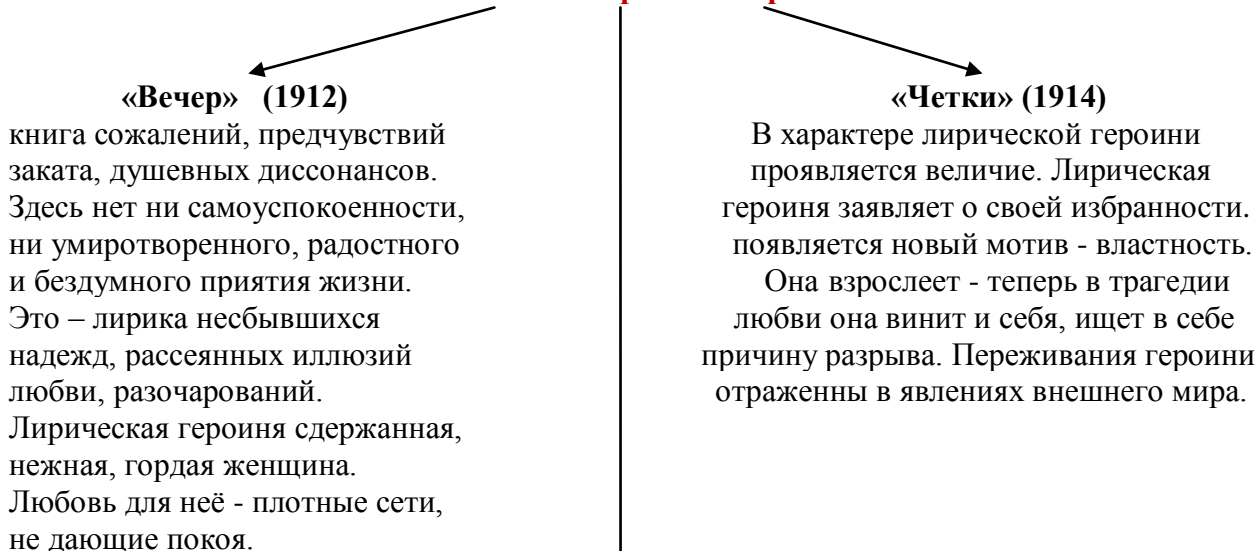 «Вечер» (1912)
книга сожалений, предчувствий
заката, душевных диссонансов.
Здесь нет ни самоуспокоенности,
ни умиротворенного, радостного
и бездумного приятия жизни.
Это – лирика несбывшихся
надежд, рассеянных иллюзий
любви, разочарований.
Лирическая героиня сдержанная,
нежная, гордая женщина.
Любовь для неё - плотные сети,
не дающие покоя.
«Четки» (1914)
В характере лирической героини
проявляется величие. Лирическая
героиня заявляет о своей избранности.
появляется новый мотив - властность.
Она взрослеет - теперь в трагедии
любви она винит и себя, ищет в себе
причину разрыва. Переживания героини
отраженны в явлениях внешнего мира.